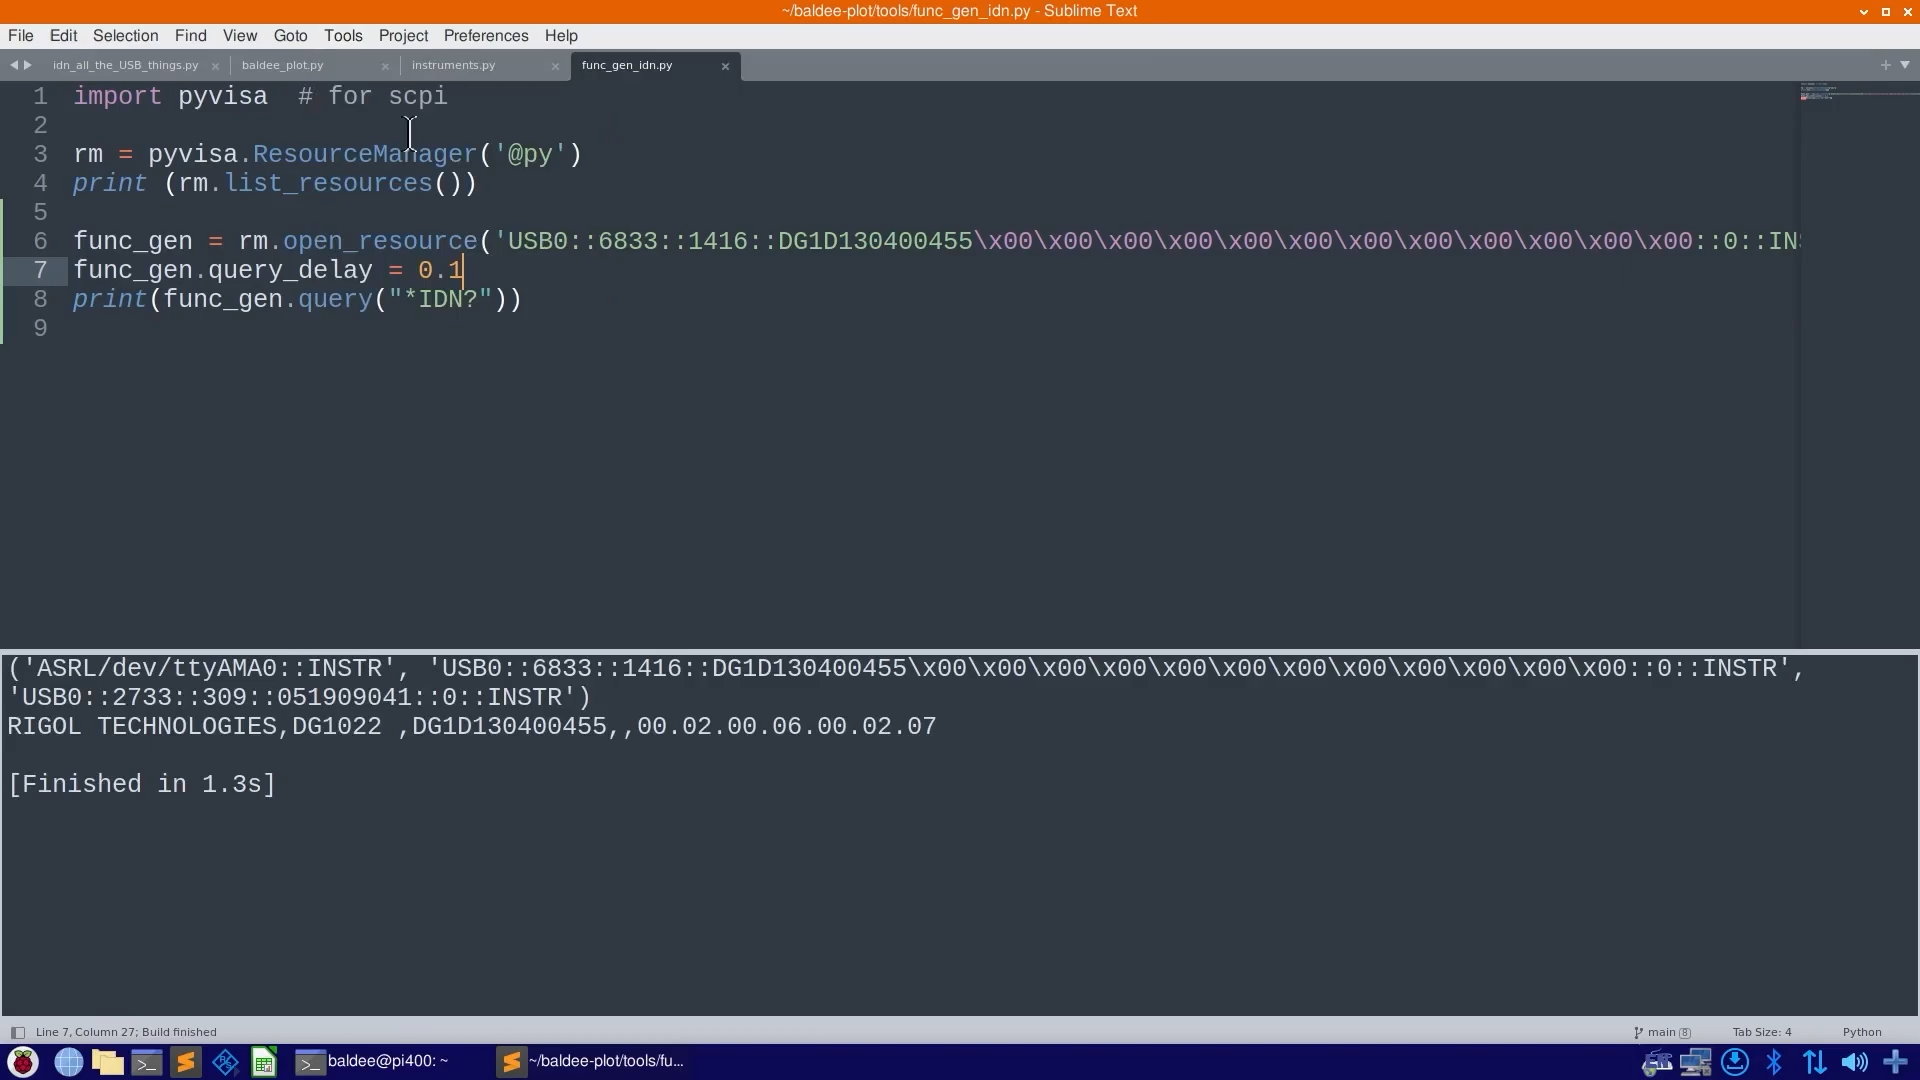 ~/baldee-plot/tools/func_gen_idn.py - Sublime Text
File Edit Selection Find View Goto Tools Project Preferences Help
idn_all_the_USB_things.py × baldee_plot.py × instruments.py × func_gen_idn.py ×
1 import pyvisa  # for scpi
2
3 rm = pyvisa.ResourceManager('@py')
4 print (rm.list_resources())
5
6 func_gen = rm.open_resource('USB0::6833::1416::DG1D130400455\x00\x00\x00\x00\x00\x00\x00\x00\x00\x00\x00\x00::0::INS
7 func_gen.query_delay = 0.1
8 print(func_gen.query("*IDN?"))
9
('ASRL/dev/ttyAMA0::INSTR', 'USB0::6833::1416::DG1D130400455\x00\x00\x00\x00\x00\x00\x00\x00\x00\x00\x00\x00::0::INSTR',
'USB0::2733::309::051909041::0::INSTR')
RIGOL TECHNOLOGIES,DG1022 ,DG1D130400455,,00.02.00.06.00.02.07
[Finished in 1.3s]
Line 7, Column 27; Build finished main 8 Tab Size: 4 Python
baldee@pi400: ~ ~/baldee-plot/tools/fu...